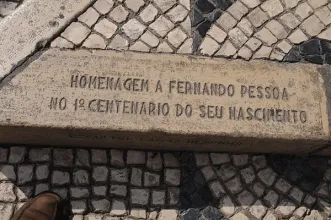 HOMENAGEM A FERNANDO PESSOA
NO 1º CENTENARIO DO SEU NASCIMENTO